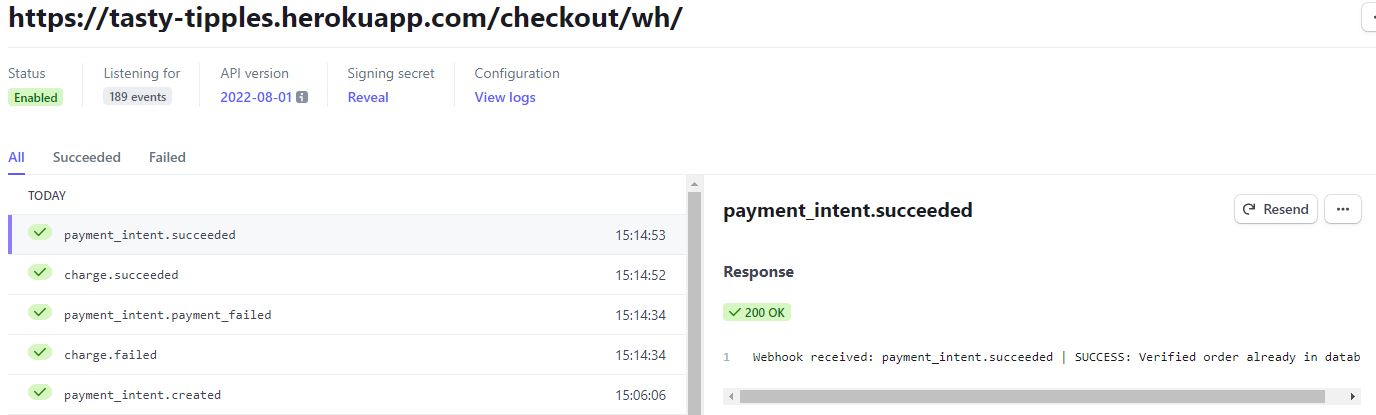 https://tasty-tipples.herokuapp.com/checkout/wh/
Status Listening for API version Signing secret Configuration
Enabled 189 events 2022-08-01 Reveal View logs
All Succeeded Failed
TODAY
payment_intent.succeeded 15:14:53
charge.succeeded 15:14:52
payment_intent.payment_failed 15:14:34
charge.failed 15:14:34
payment_intent.created 15:06:06
payment_intent.succeeded Resend ...
Response
200 OK
1 Webhook received: payment_intent.succeeded | SUCCESS: Verified order already in datab